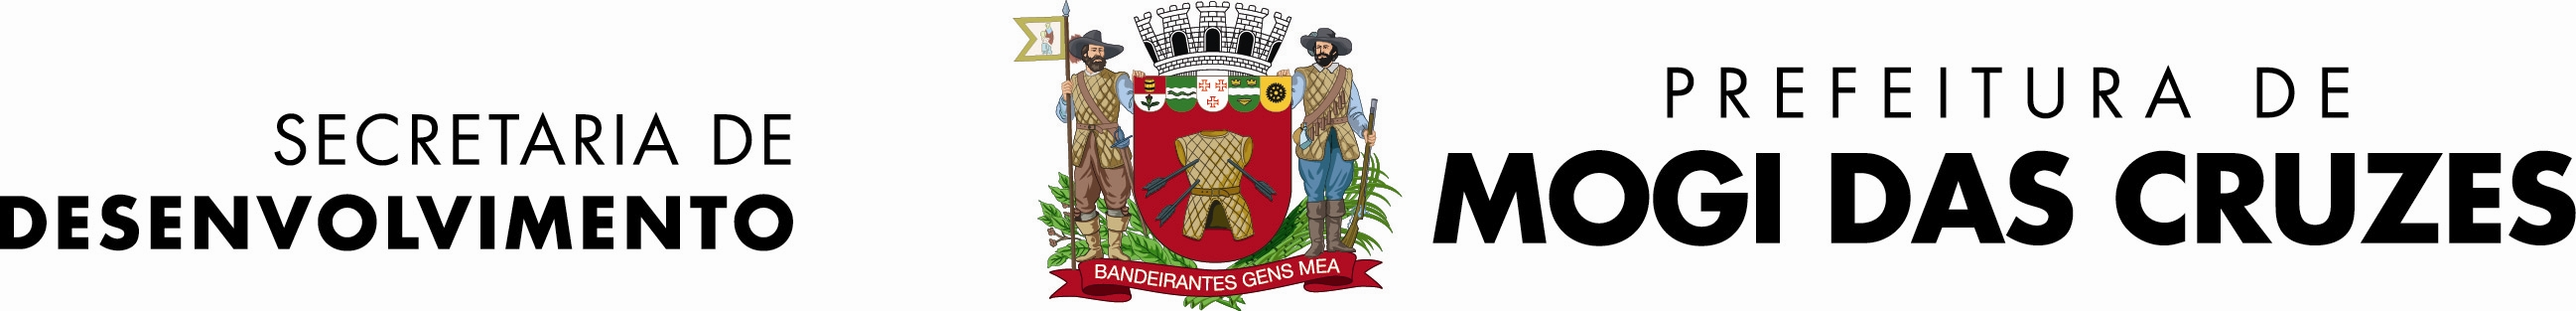 SECRETARIA DE
DESENVOLVIMENTO
BANDEIRANTES GENS MEA
PREFEITURA DE
MOGI DAS CRUZES